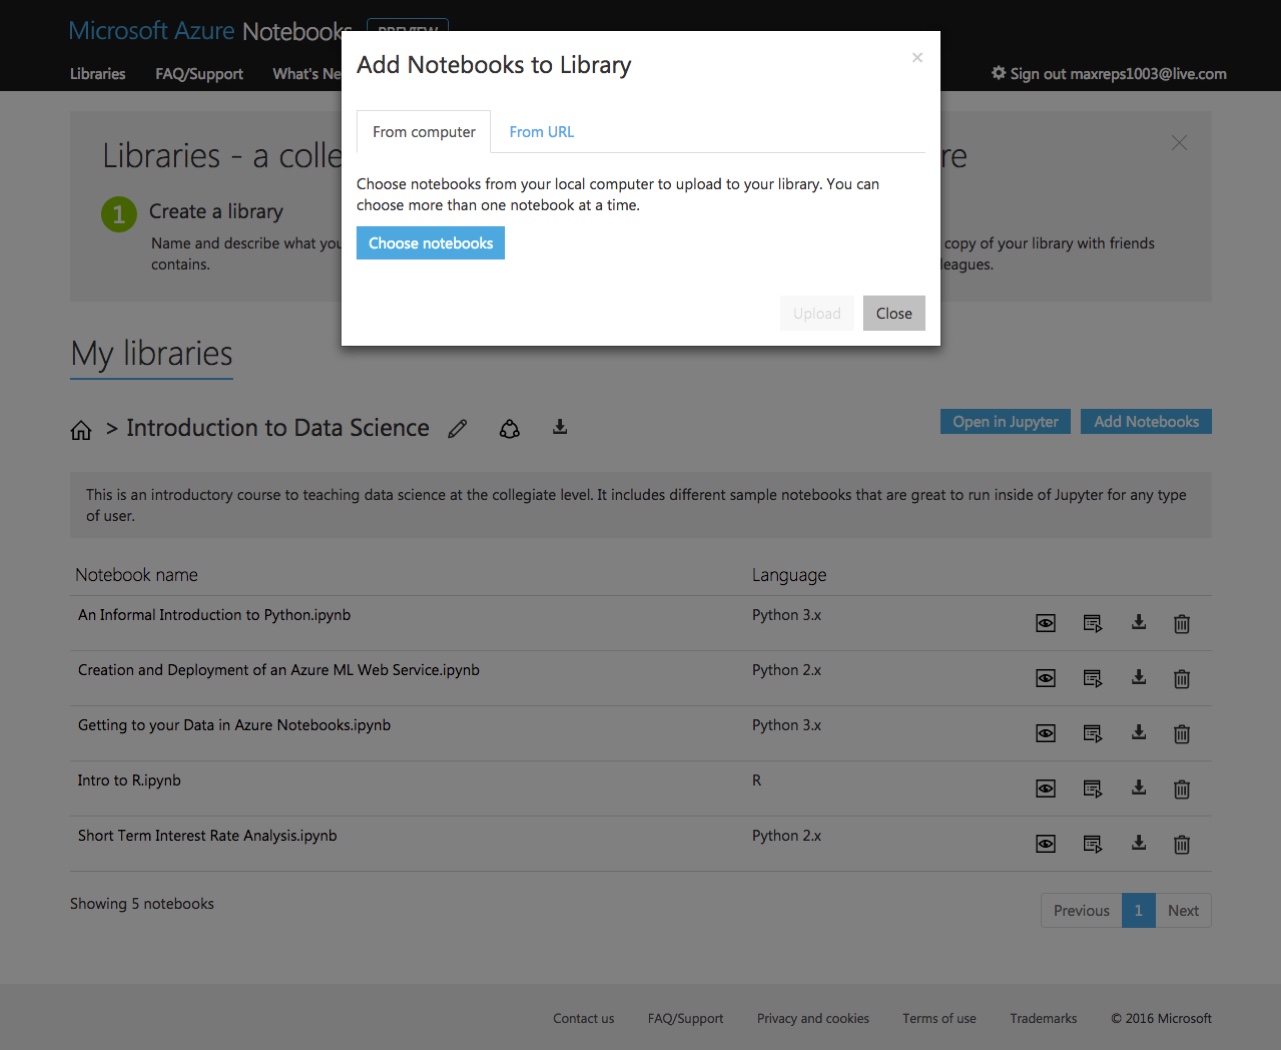 Microsoft Azure Notebooks PREVIEW
Libraries FAQ/Support What's Ne Sign out maxreps1003@live.com
Add Notebooks to Library
×
From computer From URL
Choose notebooks from your local computer to upload to your library. You can
choose more than one notebook at a time.
Choose notebooks
Upload Close
Libraries - a colle re
1 Create a library
Name and describe what you copy of your library with friends
contains. leagues.
My libraries
> Introduction to Data Science Open in Jupyter Add Notebooks
This is an introductory course to teaching data science at the collegiate level. It includes different sample notebooks that are great to run inside of Jupyter for any type
of user.
Notebook name Language
An Informal Introduction to Python.ipynb Python 3.x
Creation and Deployment of an Azure ML Web Service.ipynb Python 2.x
Getting to your Data in Azure Notebooks.ipynb Python 3.x
Intro to R.ipynb R
Short Term Interest Rate Analysis.ipynb Python 2.x
Showing 5 notebooks Previous 1 Next
Contact us FAQ/Support Privacy and cookies Terms of use Trademarks © 2016 Microsoft